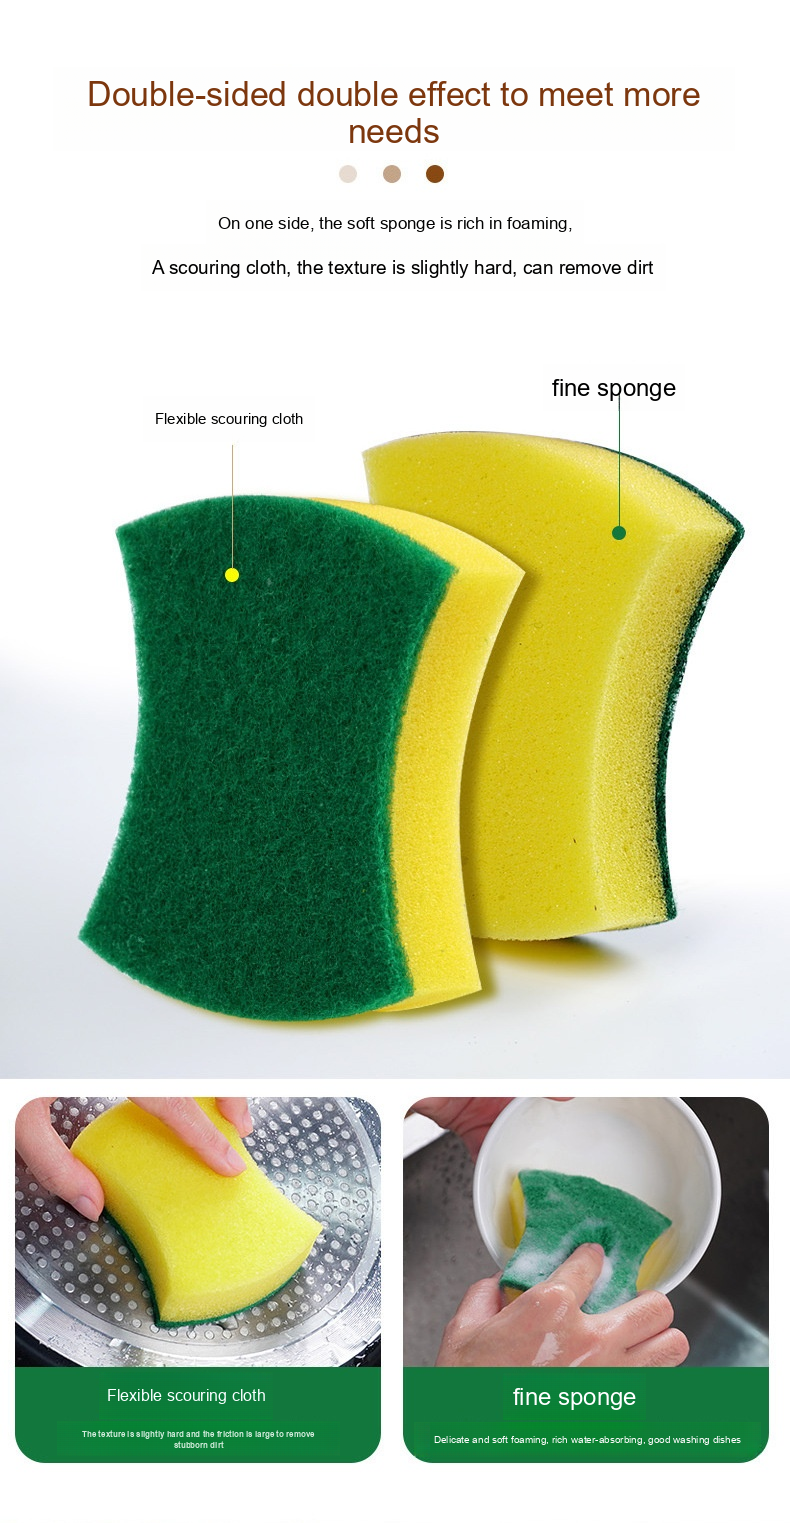 Double-sided double effect to meet more
needs
On one side, the soft sponge is rich in foaming,
A scouring cloth, the texture is slightly hard, can remove dirt
fine sponge
Flexible scouring cloth
Flexible scouring cloth
The texture is slightly hard and the friction is large to remove
stubborn dirt
fine sponge
Delicate and soft foaming, rich water-absorbing, good washing dishes